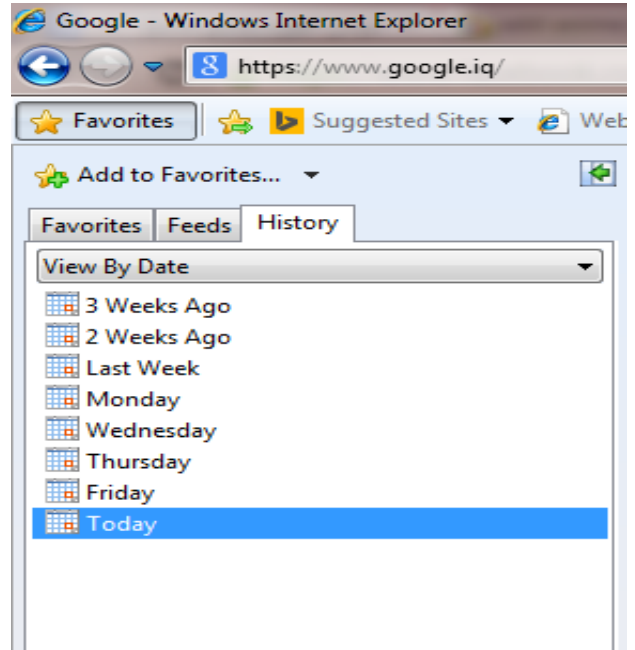 Google - Windows Internet Explorer
https://www.google.iq/
Favorites Suggested Sites Web
Add to Favorites...
Favorites Feeds History
View By Date
3 Weeks Ago
2 Weeks Ago
Last Week
Monday
Wednesday
Thursday
Friday
Today